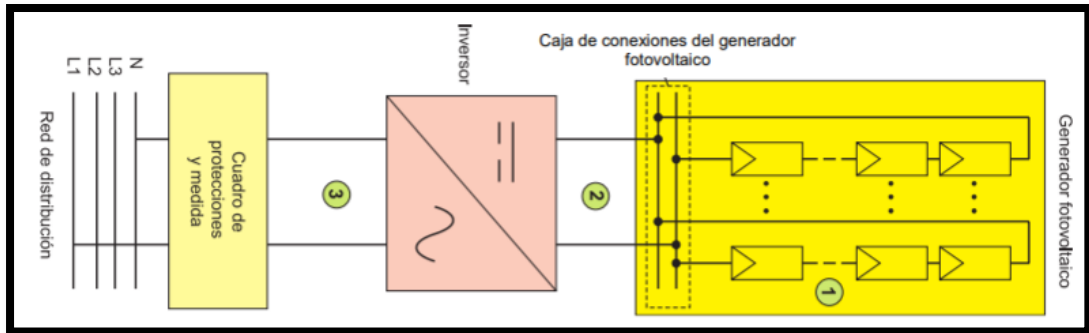 Caja de conexiones del generador
fotovoltaico
Generador fotovoltaico
1
2
Inversor
3
Cuadro de
protecciones
y medida
N
L3
L2
L1
Red de distribución